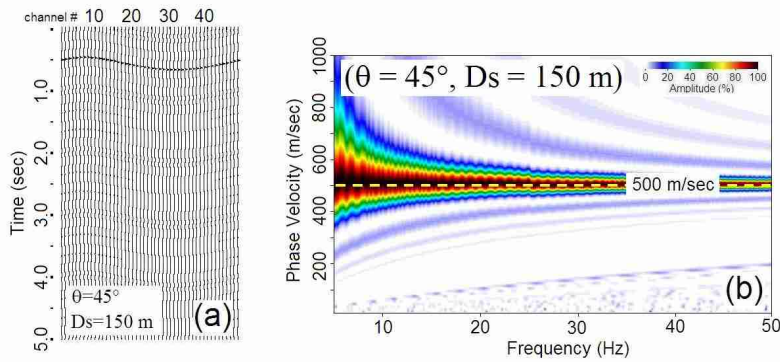 channel # 10 20 30 40
Time (sec)
1.0
2.0
3.0
4.0
5.0
θ=45°
Ds=150 m
(a)
(θ = 45°, Ds = 150 m)
0 20 40 60 80 100
Amplitude (%)
Phase Velocity (m/sec)
1000
800
600
400
200
500 m/sec
(b)
10 20 30 40 50
Frequency (Hz)